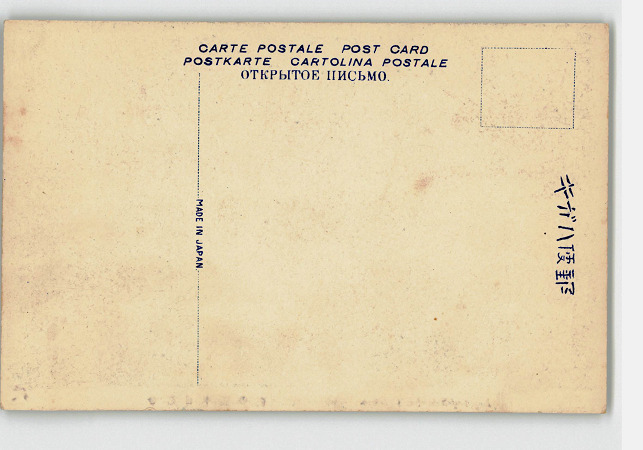 CARTE POSTALE POST CARD
POSTKARTE CARTOLINA POSTALE
ОТКРЫТОЕ ПИСЬМО.
MADE IN JAPAN.
郵便ハガキ